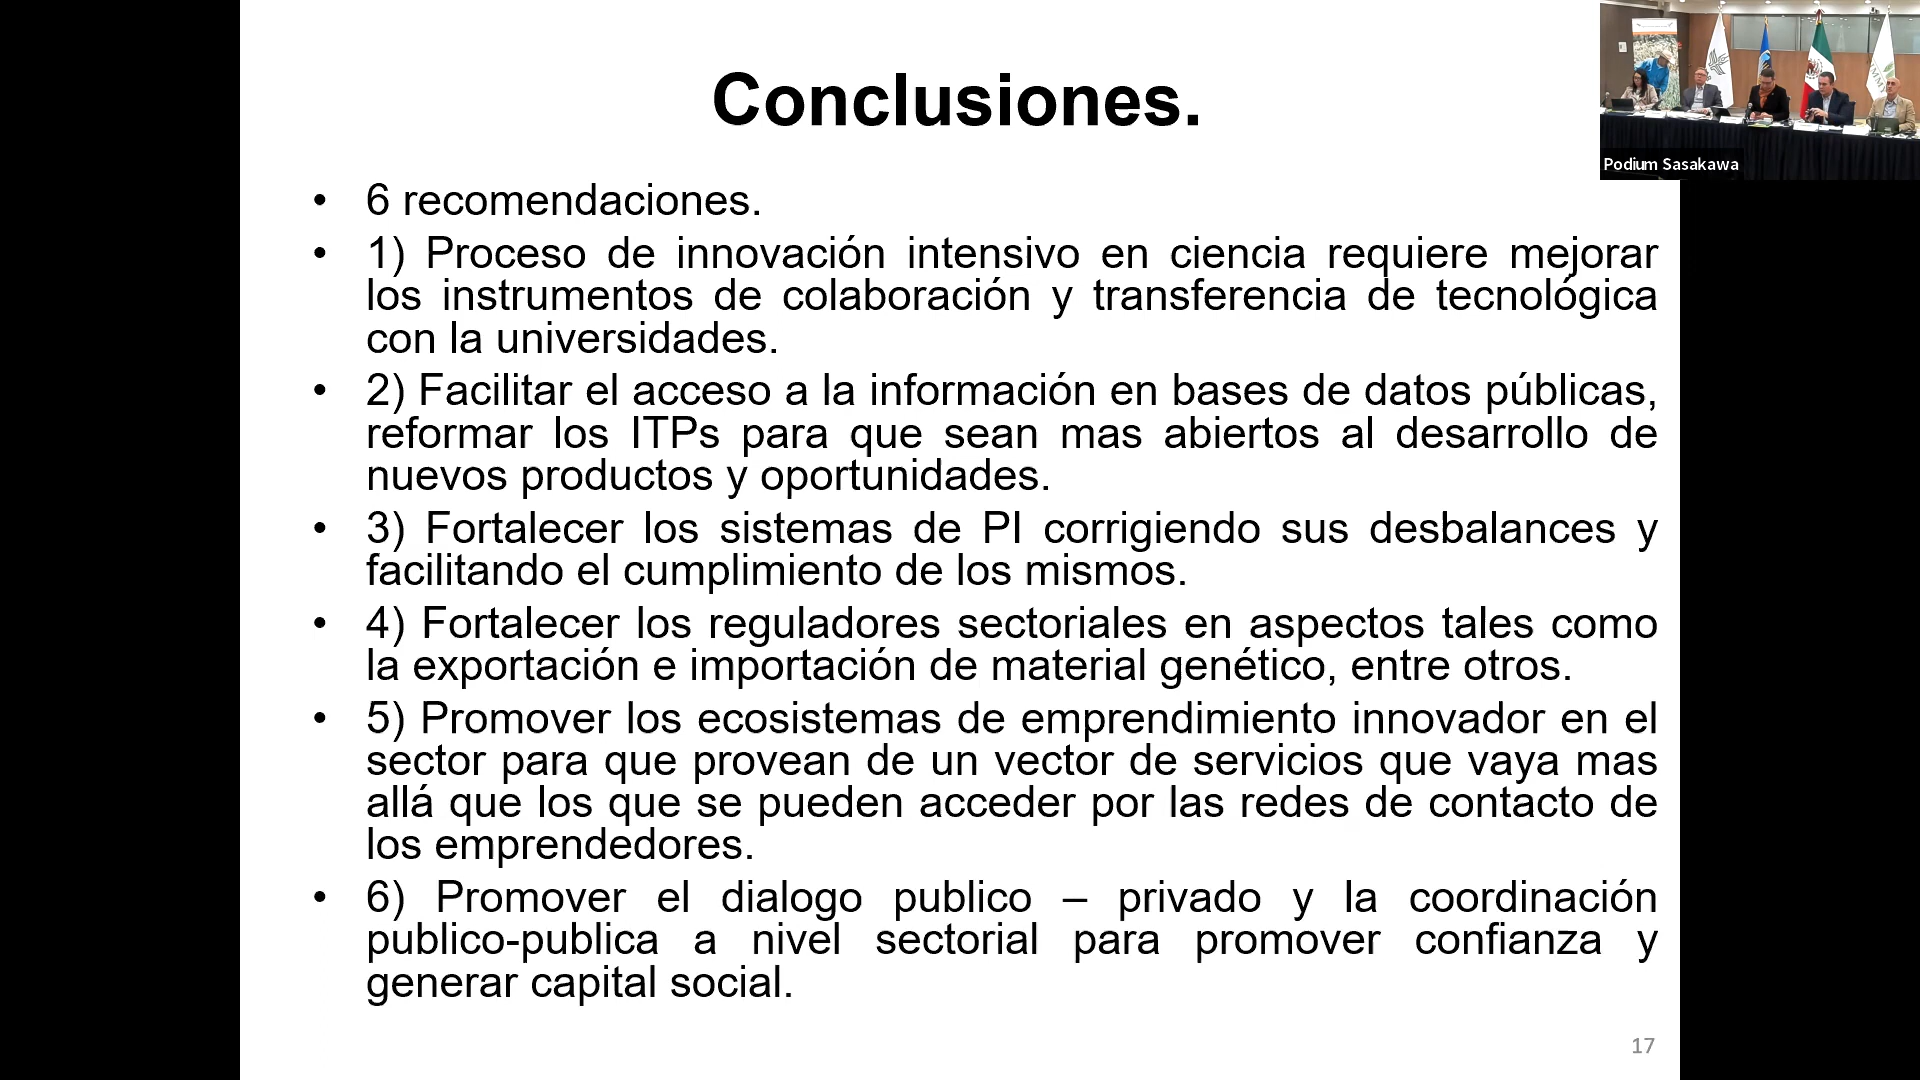 Conclusiones.
• 6 recomendaciones.
• 1) Proceso de innovación intensivo en ciencia requiere mejorar
los instrumentos de colaboración y transferencia de tecnológica
con la universidades.
• 2) Facilitar el acceso a la información en bases de datos públicas,
reformar los ITPs para que sean mas abiertos al desarrollo de
nuevos productos y oportunidades.
• 3) Fortalecer los sistemas de PI corrigiendo sus desbalances y
facilitando el cumplimiento de los mismos.
• 4) Fortalecer los reguladores sectoriales en aspectos tales como
la exportación e importación de material genético, entre otros.
• 5) Promover los ecosistemas de emprendimiento innovador en el
sector para que provean de un vector de servicios que vaya mas
allá que los que se pueden acceder por las redes de contacto de
los emprendedores.
• 6) Promover el dialogo publico – privado y la coordinación
publico-publica a nivel sectorial para promover confianza y
generar capital social.
17
Podium Sasakawa